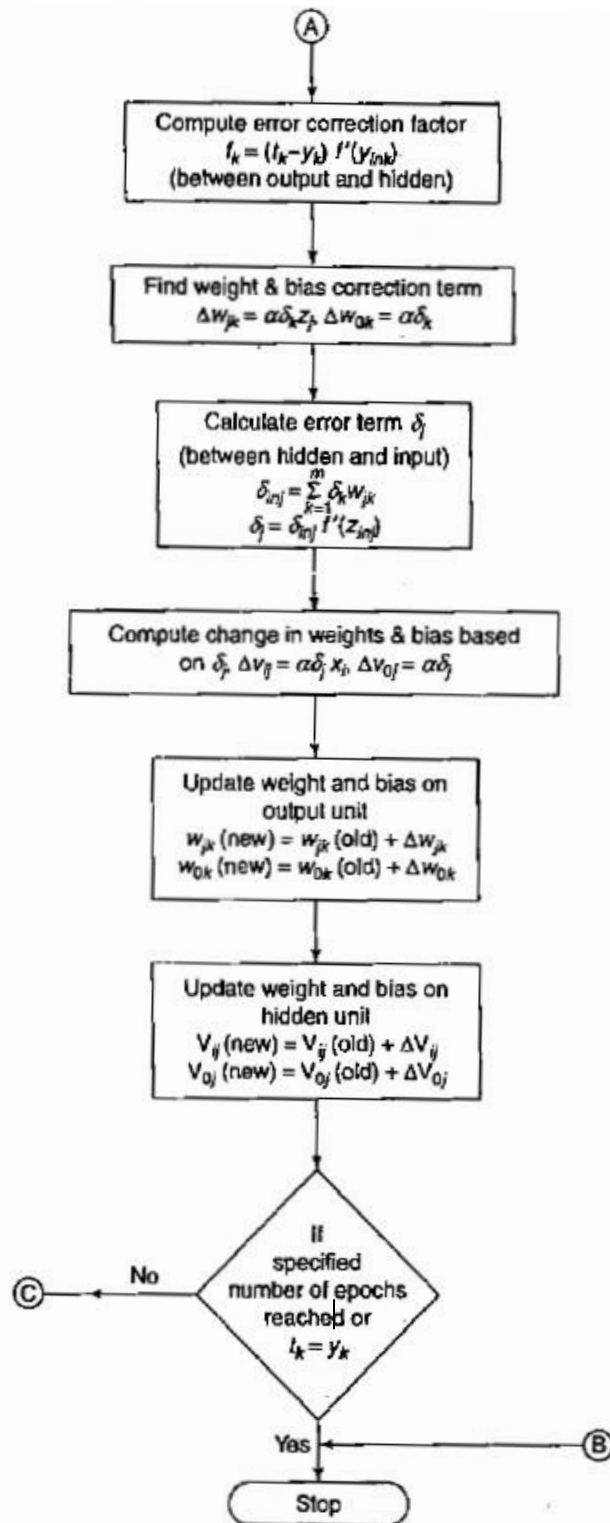 A
Compute error correction factor
f_k = (t_k – y_k) f'(y_ink)
(between output and hidden)
Find weight & bias correction term
Δw_jk = αδ_k z_j, Δw_0k = αδ_k
Calculate error term δ_j
(between hidden and input)
δ_inj = Σ_{k=1}^{m} δ_k w_jk
δ_j = δ_inj f'(z_inj)
Compute change in weights & bias based
on δ_j, Δv_ij = αδ_j x_i, Δv_0j = αδ_j
Update weight and bias on
output unit
w_jk (new) = w_jk (old) + Δw_jk
w_0k (new) = w_0k (old) + Δw_0k
Update weight and bias on
hidden unit
V_ij (new) = V_ij (old) + ΔV_ij
V_0j (new) = V_0j (old) + ΔV_0j
If
specified
number of epochs
reached or
t_k = y_k
No
C
Yes
B
Stop